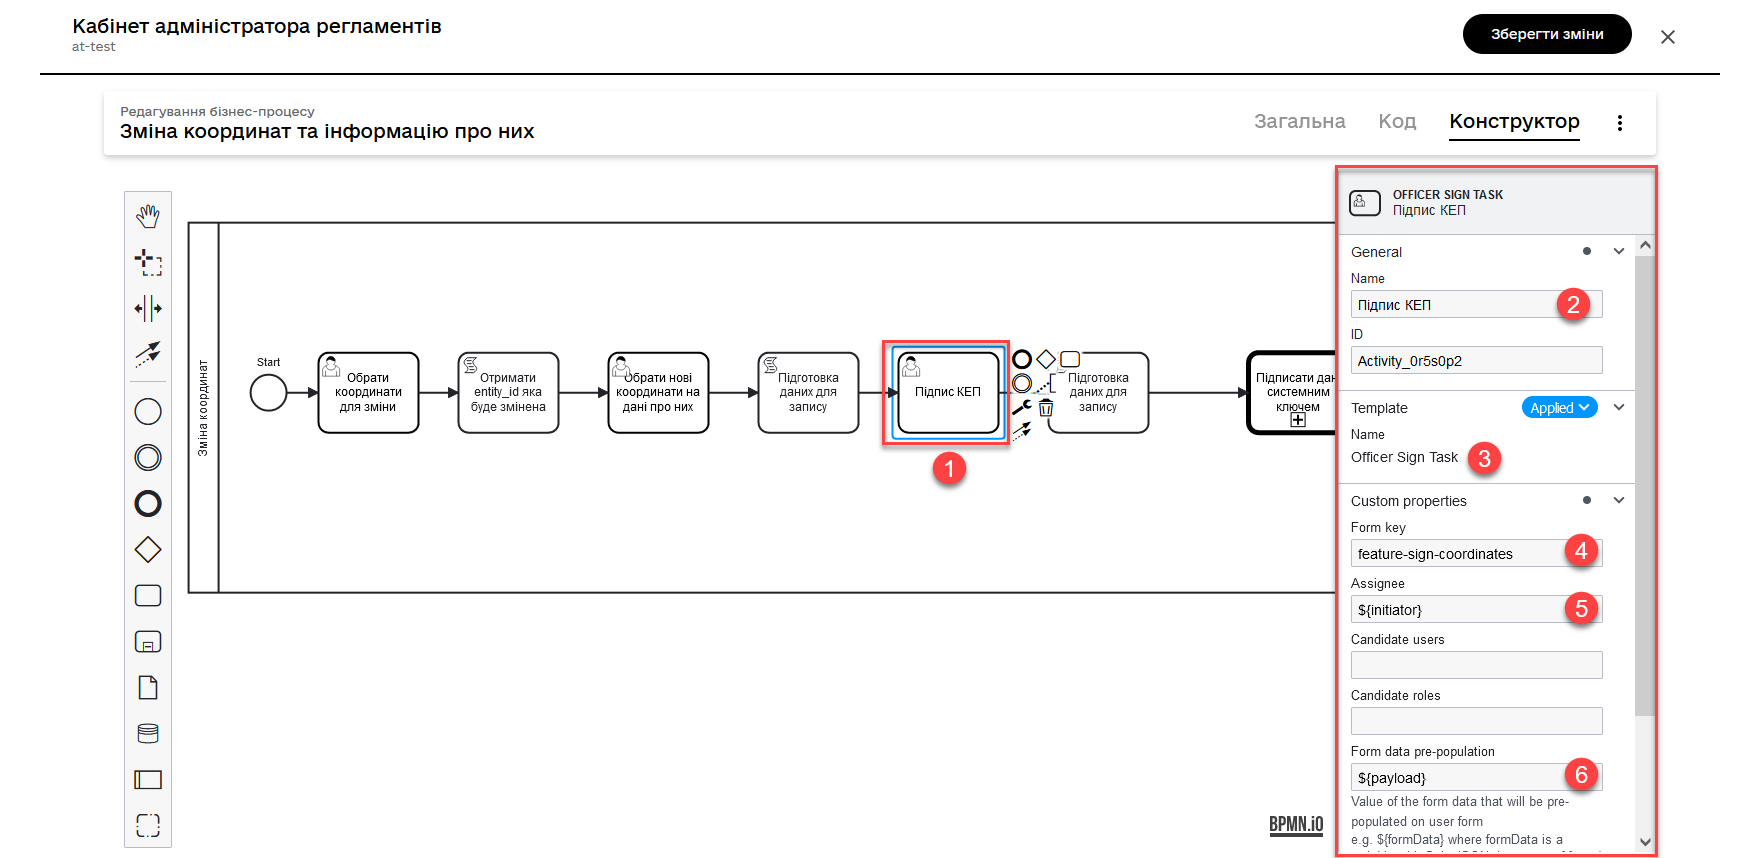 Кабінет адміністратора регламентів
at-test
Зберегти зміни
Редагування бізнес-процесу
Зміна координат та інформацію про них
Загальна
Код
Конструктор
Зміна координат
Start
Обрати
координати
для зміни
Отримати
entity_id яка
буде змінена
Обрати нові
координати на
дані про них
Підготовка
даних для
запису
Підпис КЕП
1
Підготовка
даних для
запису
Підписати дан
системним
ключем
BPMN.iO
OFFICER SIGN TASK
Підпис КЕП
General
Name
Підпис КЕП
2
ID
Activity_0r5s0p2
Template
Applied
Name
Officer Sign Task
3
Custom properties
Form key
feature-sign-coordinates
4
Assignee
${initiator}
5
Candidate users
Candidate roles
Form data pre-population
${payload}
6
Value of the form data that will be pre-
populated on user form
e.g. ${formData} where formData is a